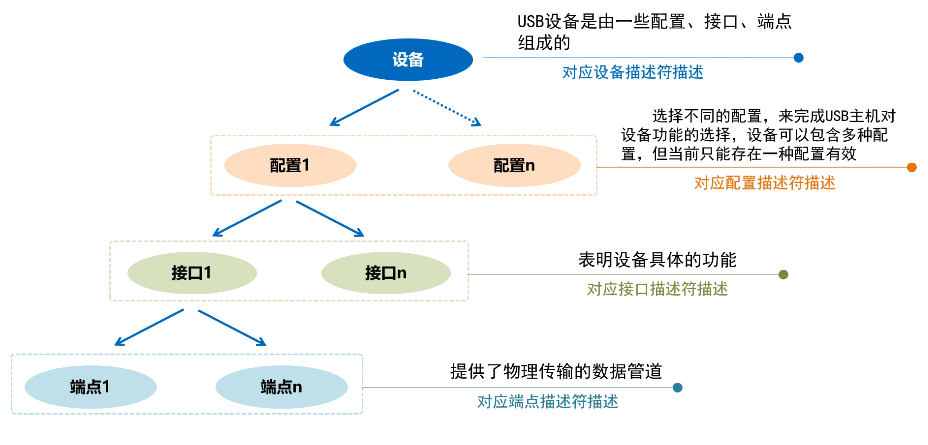 USB设备是由一些配置、接口、端点
组成的
设备
对应设备描述符描述
选择不同的配置，来完成USB主机对
设备功能的选择，设备可以包含多种配
置，但当前只能存在一种配置有效
配置1
配置n
对应配置描述符描述
表明设备具体的功能
接口1
接口n
对应接口描述符描述
提供了物理传输的数据管道
端点1
端点n
对应端点描述符描述